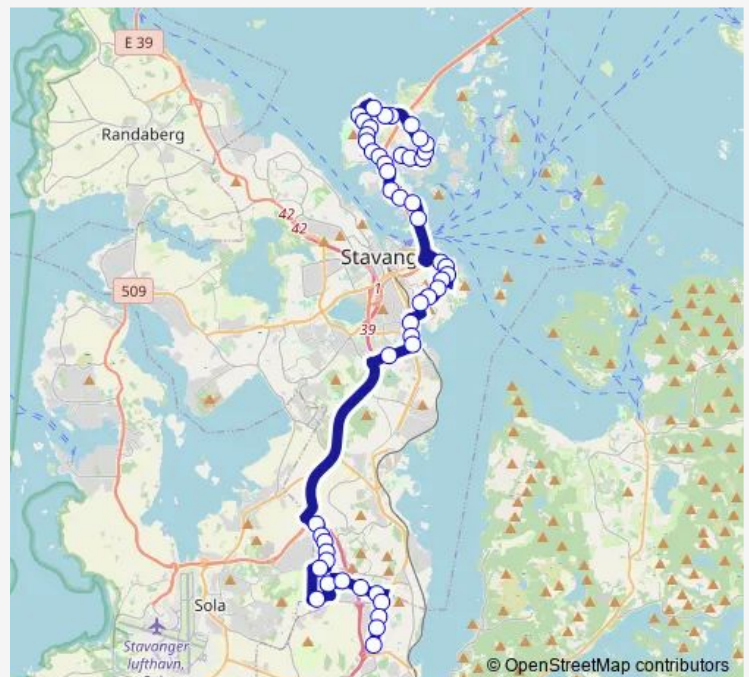 E 39
Randaberg
42
42
Stavang
509
1
39
Sola
Stavanger
lufthavn,
© OpenStreetMap contributors